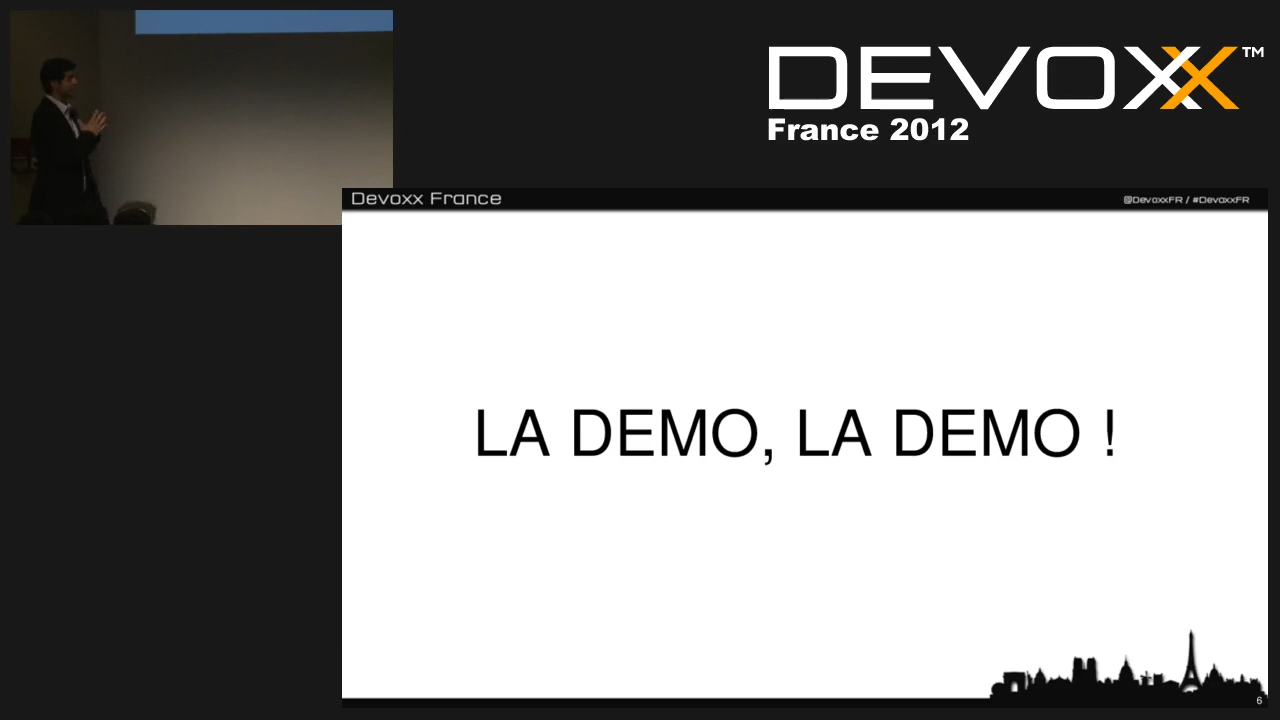 DEVOXX™
France 2012
Devoxx France
@DevoxxFR / #DevoxxFR
LA DEMO, LA DEMO !
6